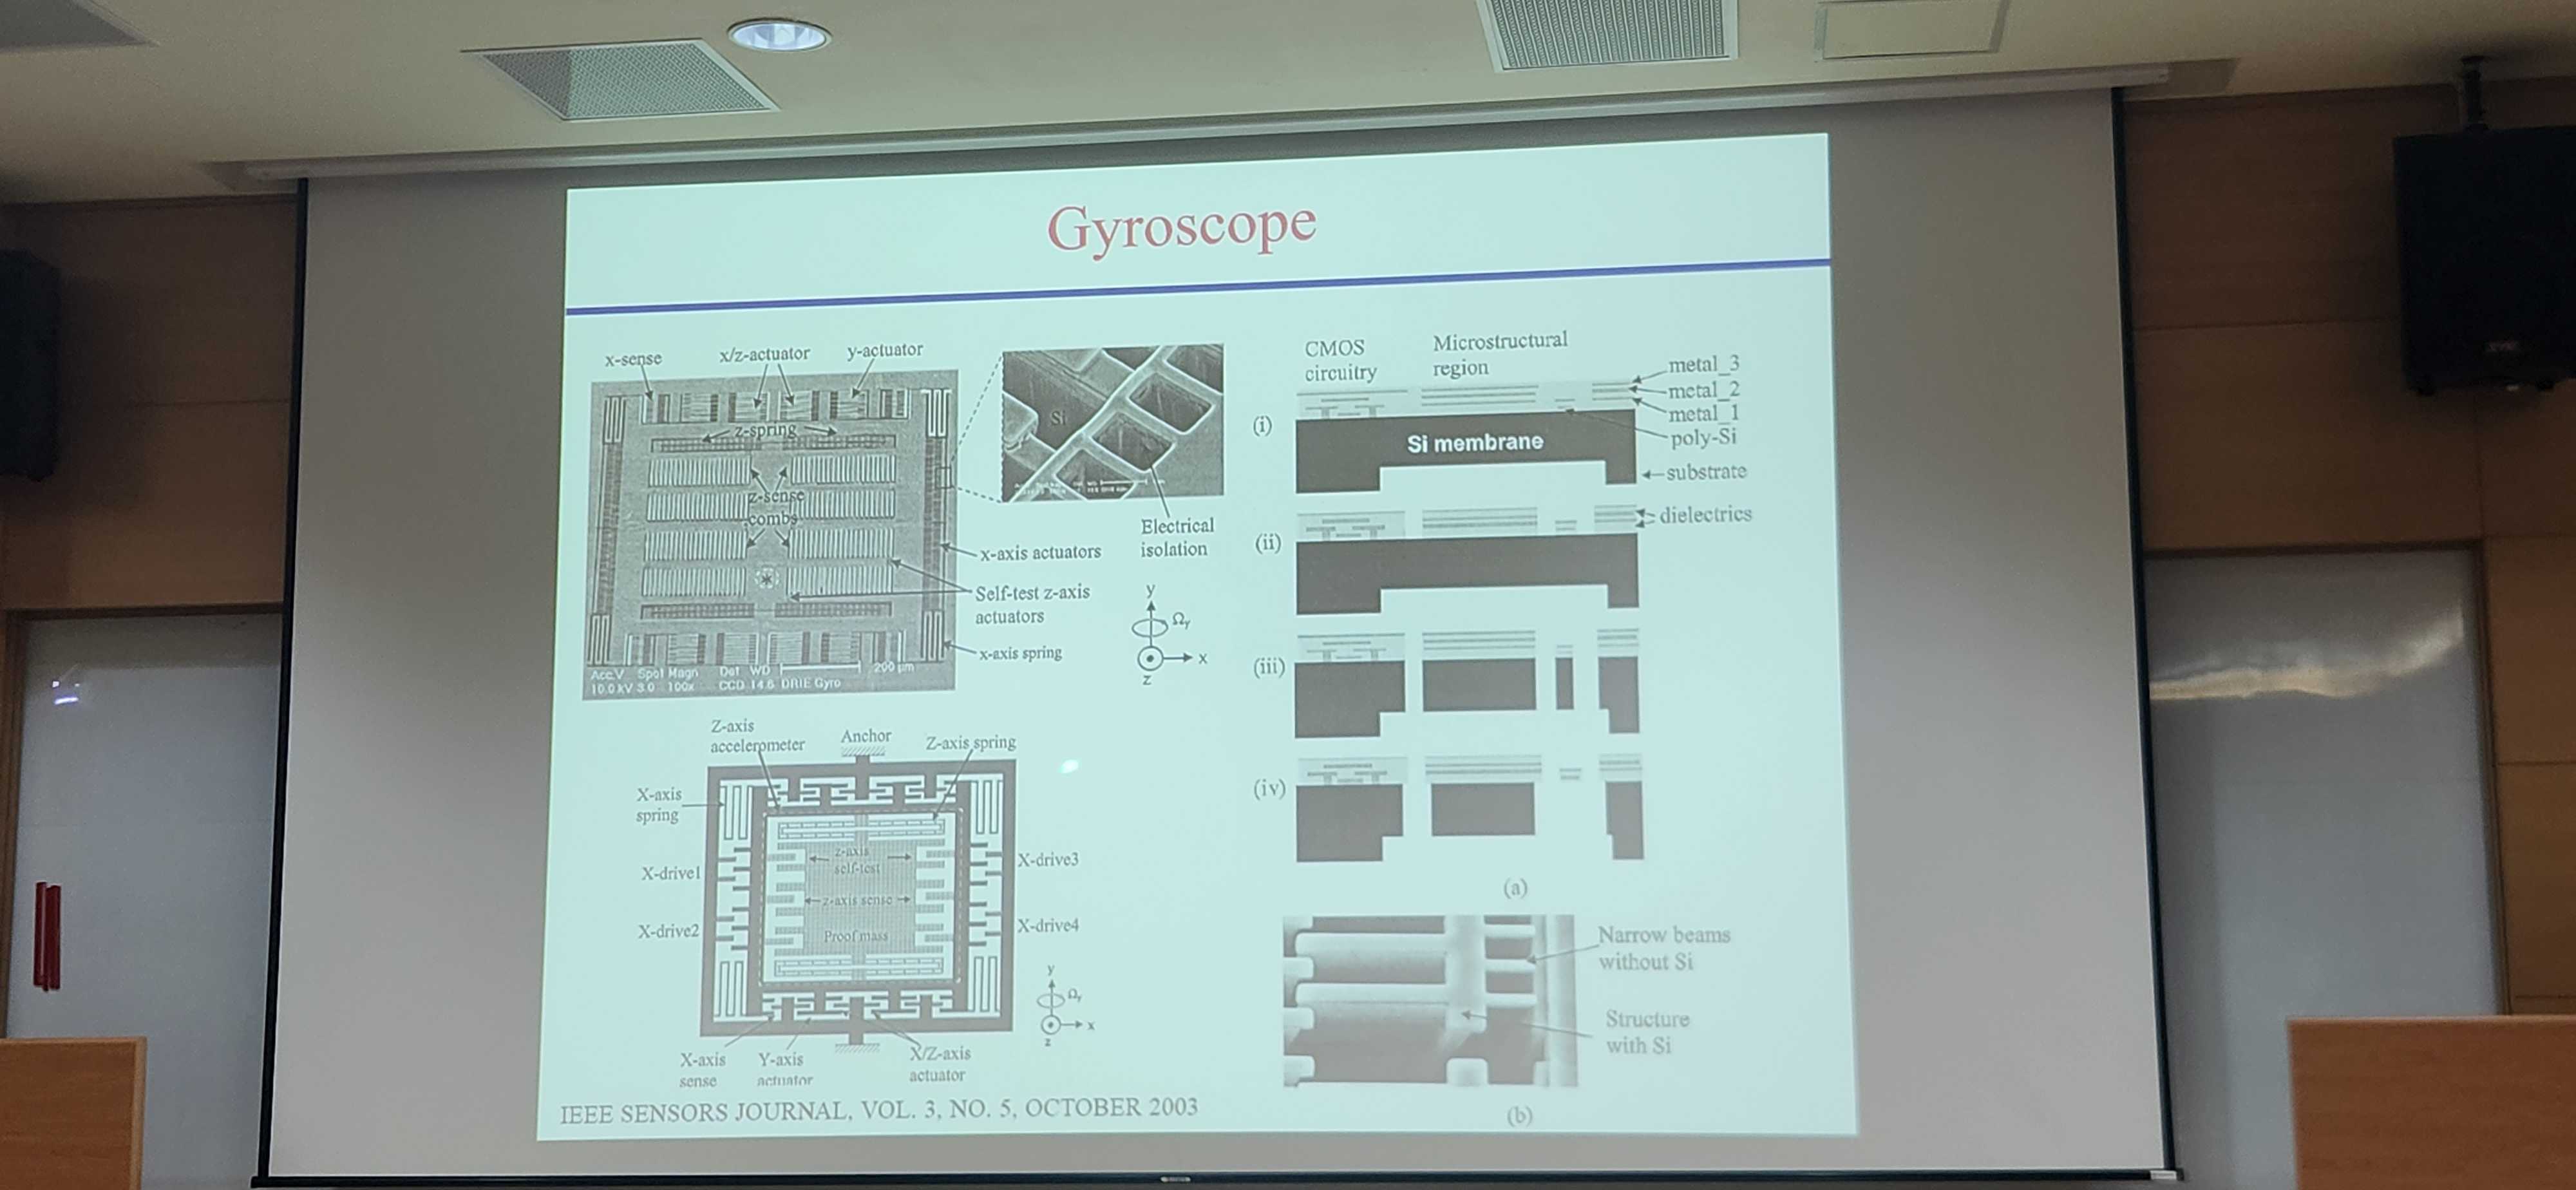 Gyroscope
x-sense
x/z-actuator
y-actuator
z-spring
z-sense
combs
Si
Electrical
isolation
x-axis actuators
Self-test z-axis
actuators
x-axis spring
y
Ωy
x
z
Acc.V Spot Magn Det WD 200 μm
10.0 kV 3.0 100x CCD 14.6 DRIE Gyro
Z-axis
accelerometer
Anchor
Z-axis spring
X-axis
spring
z-axis
self-test
X-drive1
X-drive3
z-axis sense
X-drive2
X-drive4
Proof mass
y
Ωy
x
z
X-axis
sense
Y-axis
actuator
X/Z-axis
actuator
IEEE SENSORS JOURNAL, VOL. 3, NO. 5, OCTOBER 2003
CMOS
circuitry
Microstructural
region
metal_3
metal_2
metal_1
poly-Si
(i)
Si membrane
substrate
(ii)
dielectrics
(iii)
(iv)
(a)
Narrow beams
without Si
Structure
with Si
(b)